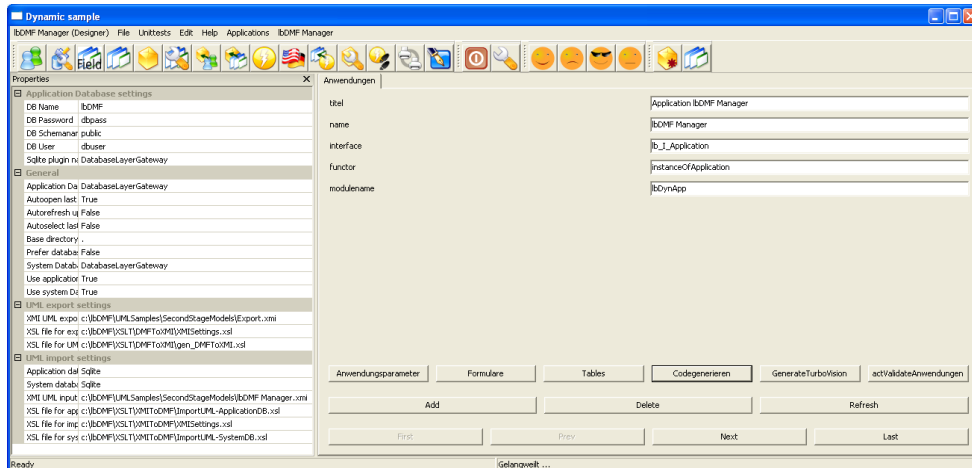 Dynamic sample
lbDMF Manager (Designer) File Unittests Edit Help Applications lbDMF Manager
Field
Properties X
Anwendungen
Application Database settings
DB Name lbDMF
DB Password dbpass
DB Schemanar public
DB User dbuser
Sqlite plugin na DatabaseLayerGateway
General
Application Da DatabaseLayerGateway
Autoopen last True
Autorefresh up False
Autoselect last False
Base directory .
Prefer databas False
System Databa DatabaseLayerGateway
Use application True
Use system Da True
UML export settings
XMI UML expo c:\lbDMF\UMLSamples\SecondStageModels\Export.xmi
XSL file for exp c:\lbDMF\XSLT\DMFToXMI\XMISettings.xsl
XSL file for UM c:\lbDMF\XSLT\DMFToXMI\gen_DMFToXMI.xsl
UML import settings
Application dat Sqlite
System databa Sqlite
XMI UML input c:\lbDMF\UMLSamples\SecondStageModels\lbDMF Manager.xmi
XSL file for app c:\lbDMF\XSLT\XMIToDMF\ImportUML-ApplicationDB.xsl
XSL file for imp c:\lbDMF\XSLT\XMIToDMF\XMISettings.xsl
XSL file for sys c:\lbDMF\XSLT\XMIToDMF\ImportUML-SystemDB.xsl
titel Application lbDMF Manager
name lbDMF Manager
interface lb_I_Application
functor instanceOfApplication
modulename lbDynApp
Anwendungsparameter Formulare Tables Codegenerieren GenerateTurboVision actValidateAnwendungen
Add Delete Refresh
First Prev Next Last
Ready Gelangweilt ...